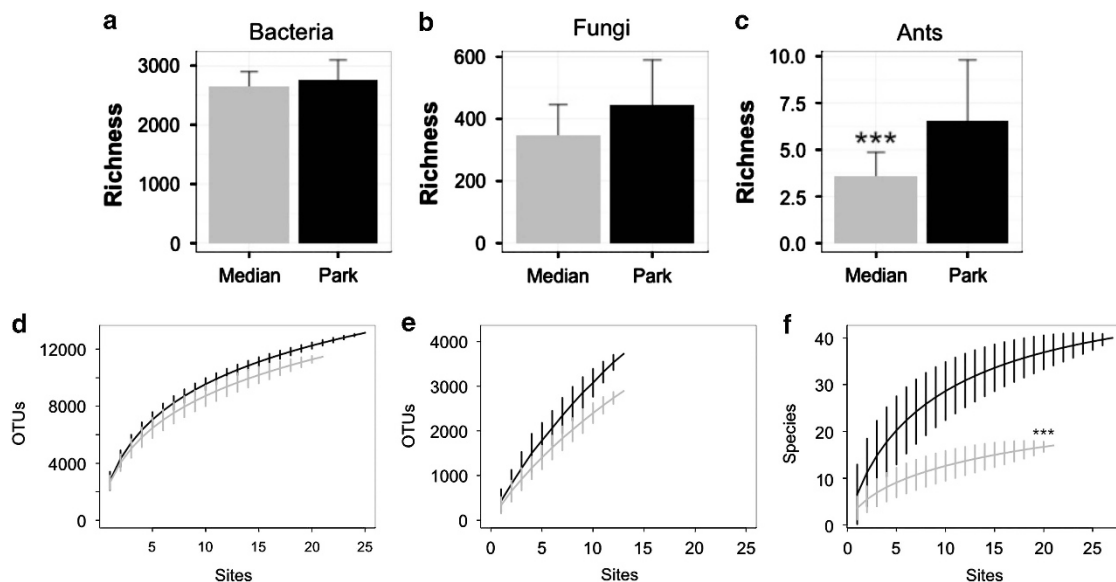 a
Bacteria
Richness
3000
2000
1000
0
Median Park
b
Fungi
Richness
600
400
200
0
Median Park
c
Ants
Richness
10.0
7.5
5.0
2.5
0.0
***
Median Park
d
OTUs
12000
8000
4000
0
5 10 15 20 25
Sites
e
OTUs
4000
3000
2000
1000
0
0 5 10 15 20 25
Sites
f
Species
40
30
20
10
0
***
0 5 10 15 20 25
Sites